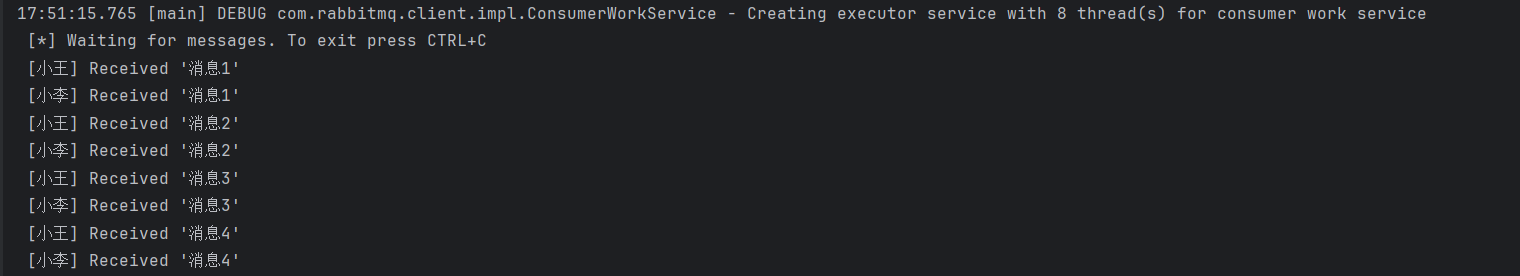 17:51:15.765 [main] DEBUG com.rabbitmq.client.impl.ConsumerWorkService - Creating executor service with 8 thread(s) for consumer work service
[*] Waiting for messages. To exit press CTRL+C
[小王] Received '消息1'
[小李] Received '消息1'
[小王] Received '消息2'
[小李] Received '消息2'
[小王] Received '消息3'
[小李] Received '消息3'
[小王] Received '消息4'
[小李] Received '消息4'